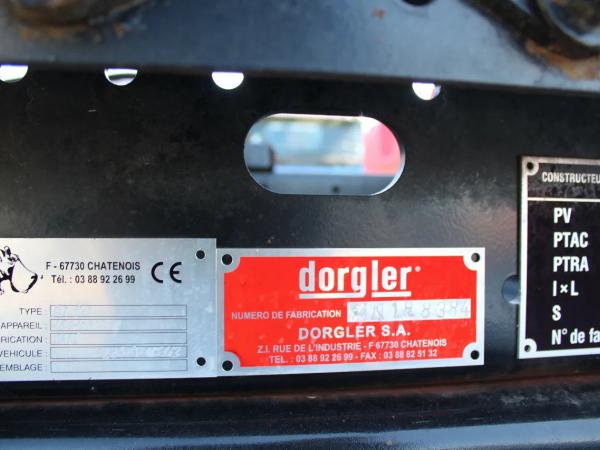 F - 67730 CHATENOIS
Tél. : 03 88 92 26 99
CE
TYPE :
APPAREIL :
RICATION :
VEHICULE :
SEMBLAGE :
dorgler
NUMERO DE FABRICATION
DORGLER S.A.
Z.I. RUE DE L'INDUSTRIE - F 67730 CHATENOIS
TEL. : 03 88 92 26 99 - FAX : 03 88 82 51 32
CONSTRUCTEUR
PV
PTAC
PTRA
I×L
S
N° de fa